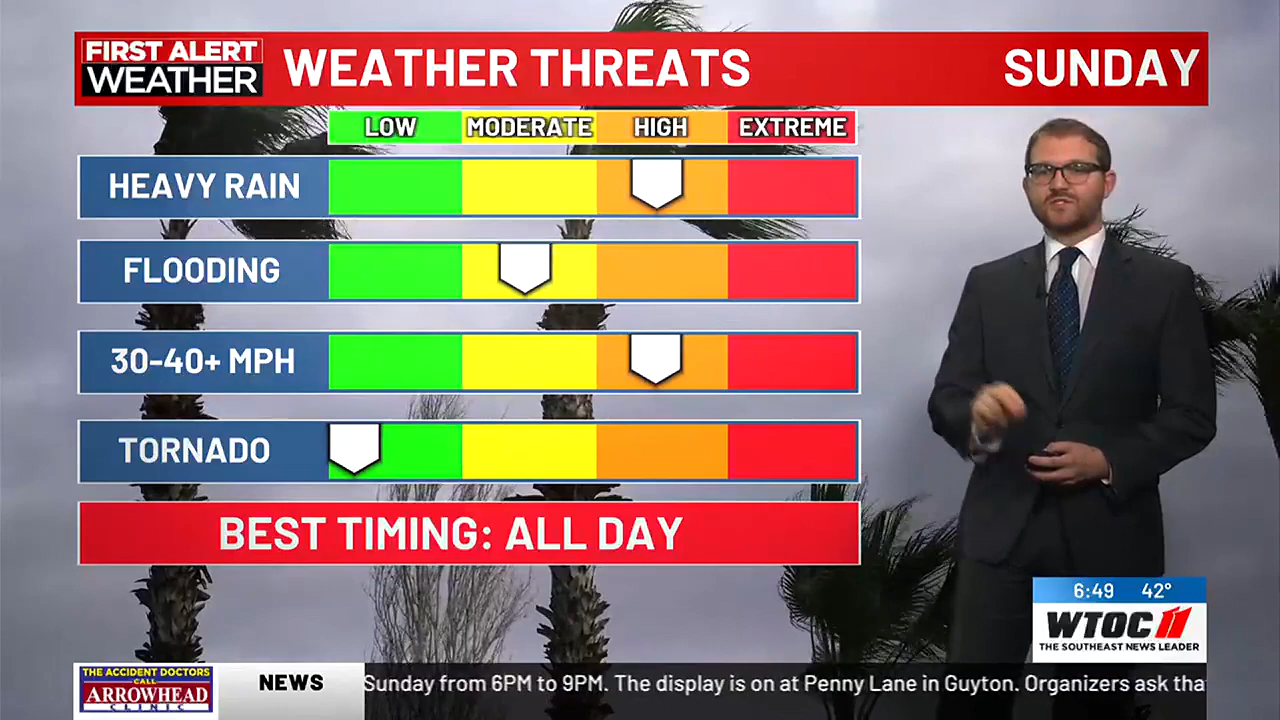 FIRST ALERT
WEATHER
WEATHER THREATS
SUNDAY
LOW MODERATE HIGH EXTREME
HEAVY RAIN
FLOODING
30-40+ MPH
TORNADO
BEST TIMING: ALL DAY
6:49 42°
WTOC 11
THE SOUTHEAST NEWS LEADER
THE ACCIDENT DOCTORS
CALL
ARROWHEAD
CLINIC
NEWS
Sunday from 6PM to 9PM. The display is on at Penny Lane in Guyton. Organizers ask tha